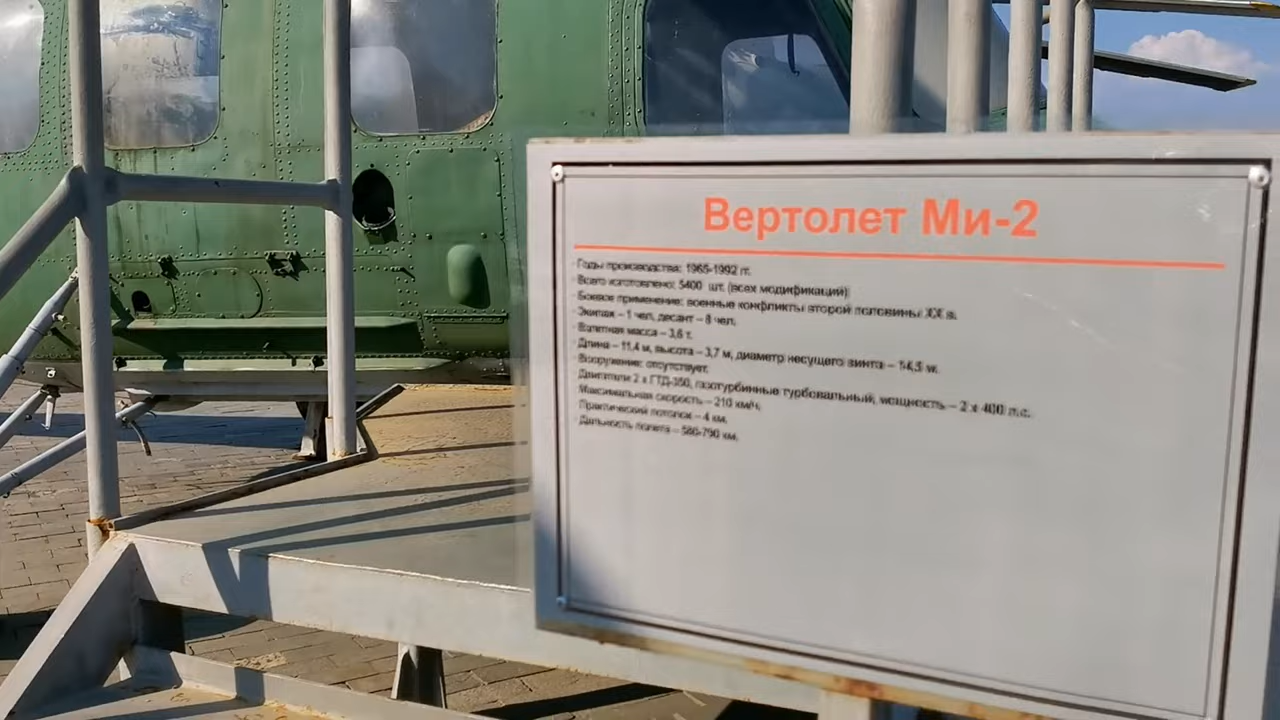 Вертолет Ми-2
Годы производства: 1965-1992 гг.
Всего изготовлено: 5400 шт. (всех модификаций)
Боевое применение: военные конфликты второй половины XX в.
Экипаж – 1 чел, десант – 8 чел.
Взлетная масса – 3,6 т.
Длина – 11,4 м, высота – 3,7 м, диаметр несущего винта – 14,5 м.
Вооружение: отсутствует.
Двигатели 2 х ГТД-350, газотурбинные турбовальный, мощность – 2 х 400 л.с.
Максимальная скорость – 210 км/ч.
Практический потолок – 4 км.
Дальность полета – 580-790 км.